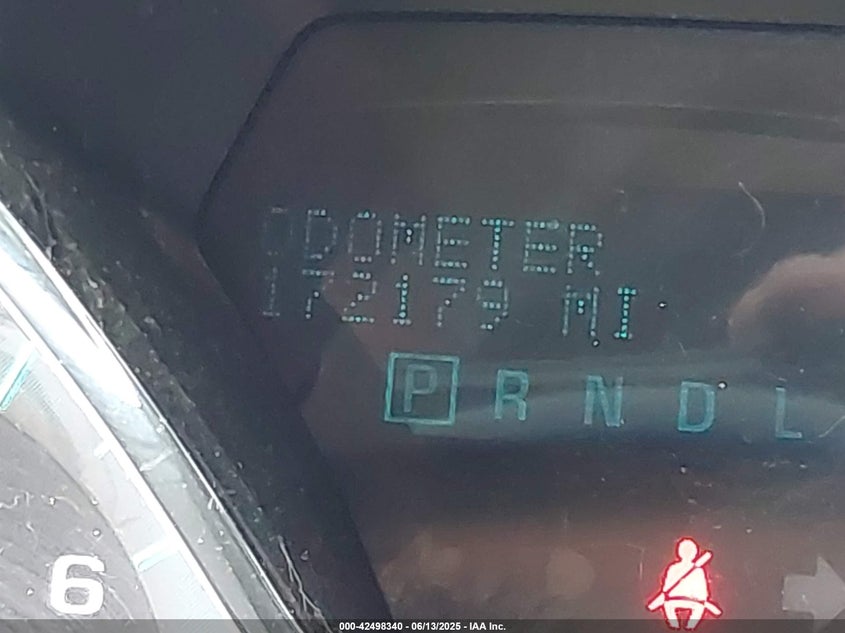 ODOMETER
172179 MI
P R N D L
6
000-42498340 - 06/13/2025 - IAA Inc.